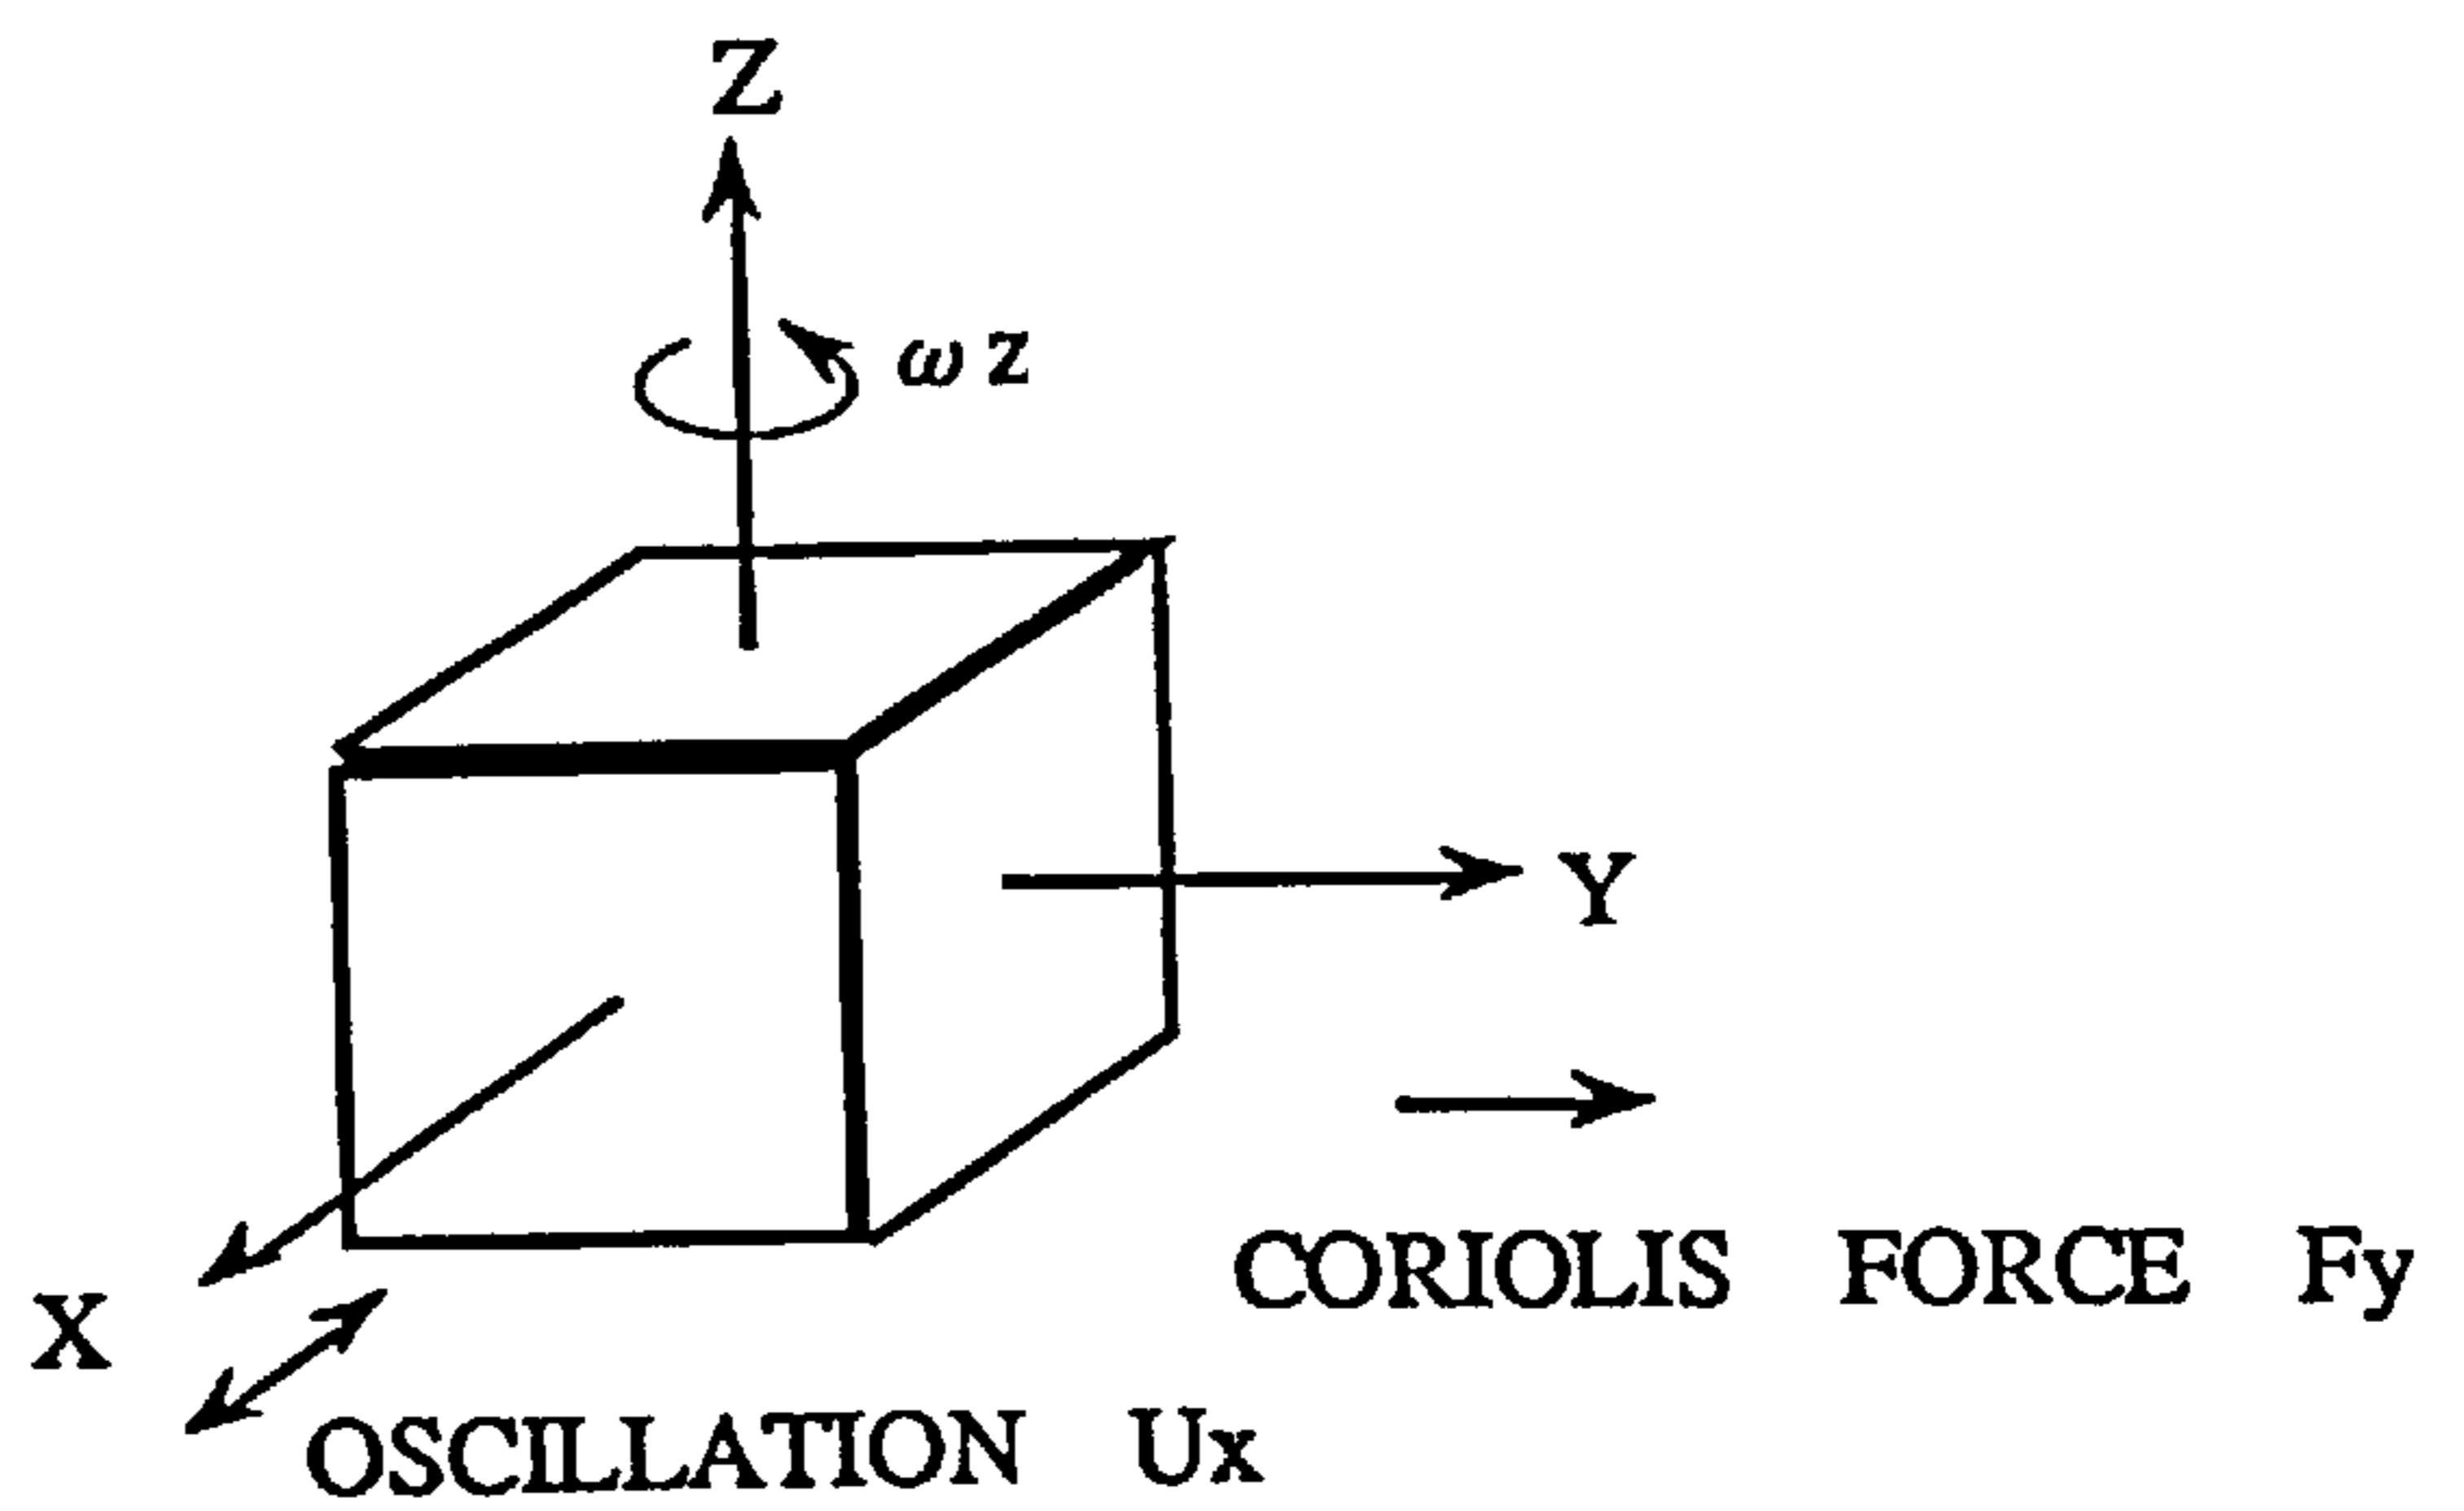 Z
ω z
Y
CORIOLIS FORCE Fy
X
OSCILLATION Ux